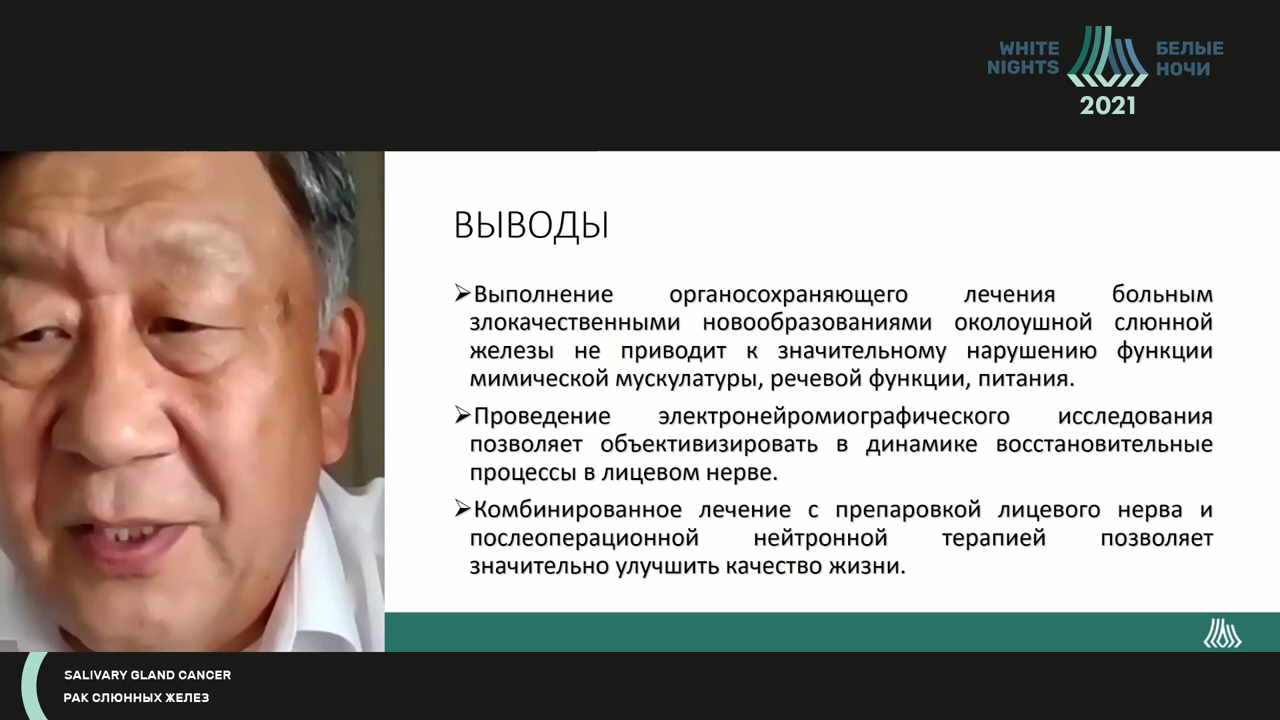 WHITE
NIGHTS
БЕЛЫЕ
НОЧИ
2021
ВЫВОДЫ
➢Выполнение органосохраняющего лечения больным
злокачественными новообразованиями околоушной слюнной
железы не приводит к значительному нарушению функции
мимической мускулатуры, речевой функции, питания.
➢Проведение электронейромиографического исследования
позволяет объективизировать в динамике восстановительные
процессы в лицевом нерве.
➢Комбинированное лечение с препаровкой лицевого нерва и
послеоперационной нейтронной терапией позволяет
значительно улучшить качество жизни.
SALIVARY GLAND CANCER
РАК СЛЮННЫХ ЖЕЛЕЗ